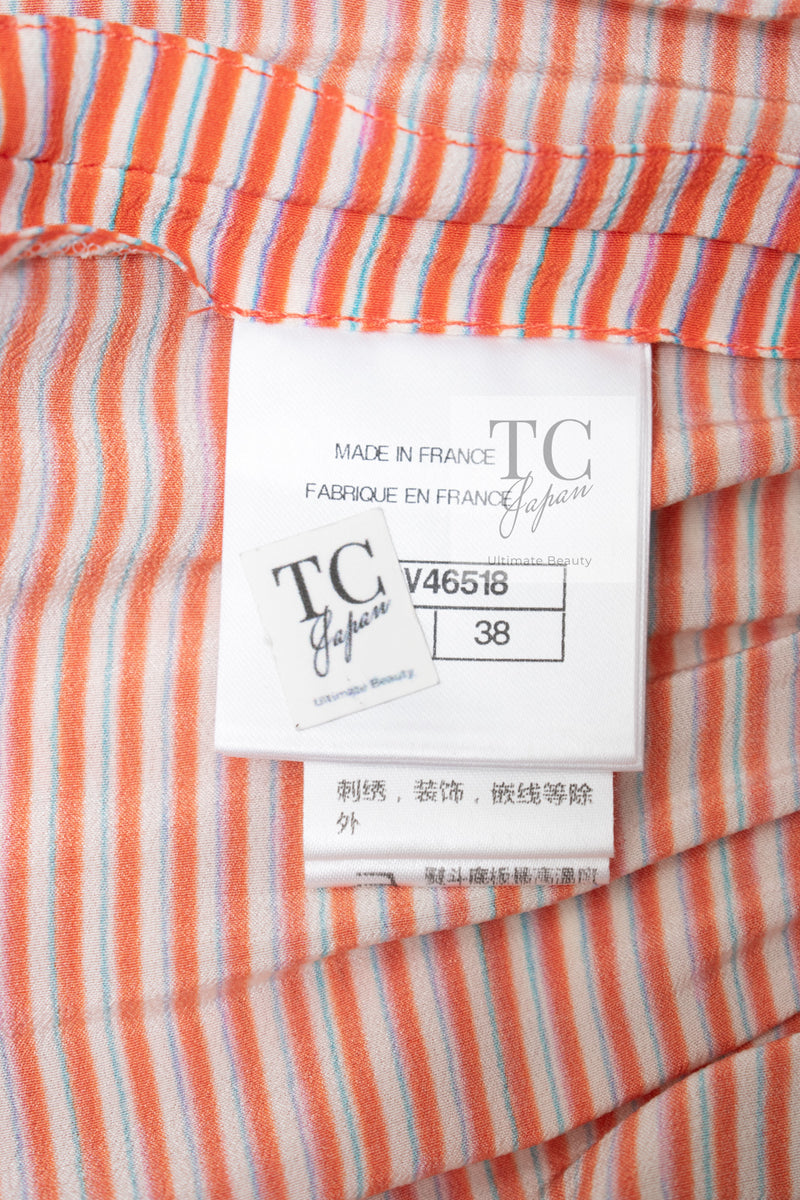 MADE IN FRANCE
FABRIQUE EN FRANCE
TC
Japan
Ultimate Beauty
V46518
38
TC
Japan
Ultimate Beauty
刺绣，装饰，嵌线等除
外